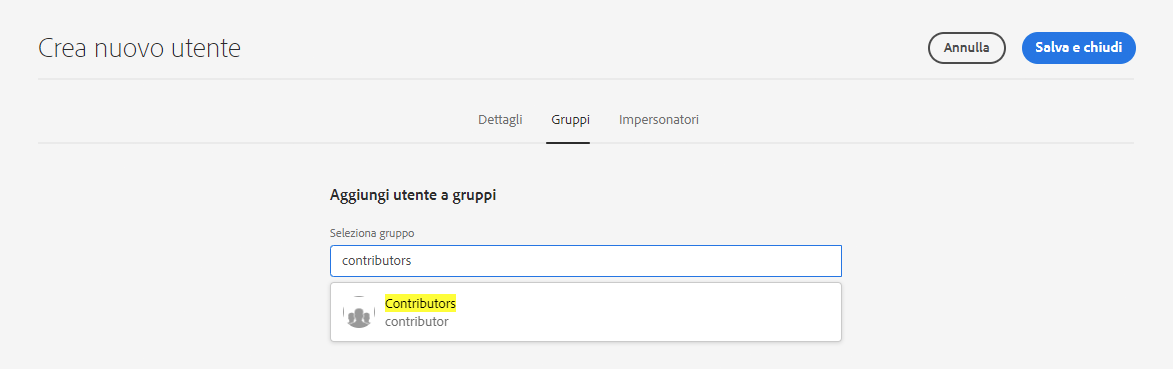 Crea nuovo utente
Annulla
Salva e chiudi
Dettagli
Gruppi
Impersonatori
Aggiungi utente a gruppi
Seleziona gruppo
contributors
Contributors
contributor